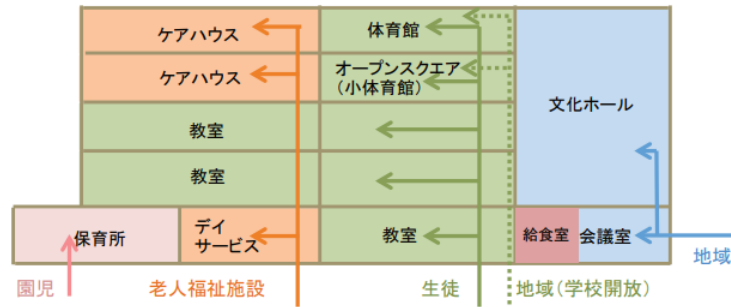 ケアハウス
体育館
ケアハウス
オープンスクエア
(小体育館)
文化ホール
教室
教室
保育所
デイ
サービス
教室
給食室
会議室
地域
園児
老人福祉施設
生徒
地域(学校開放)